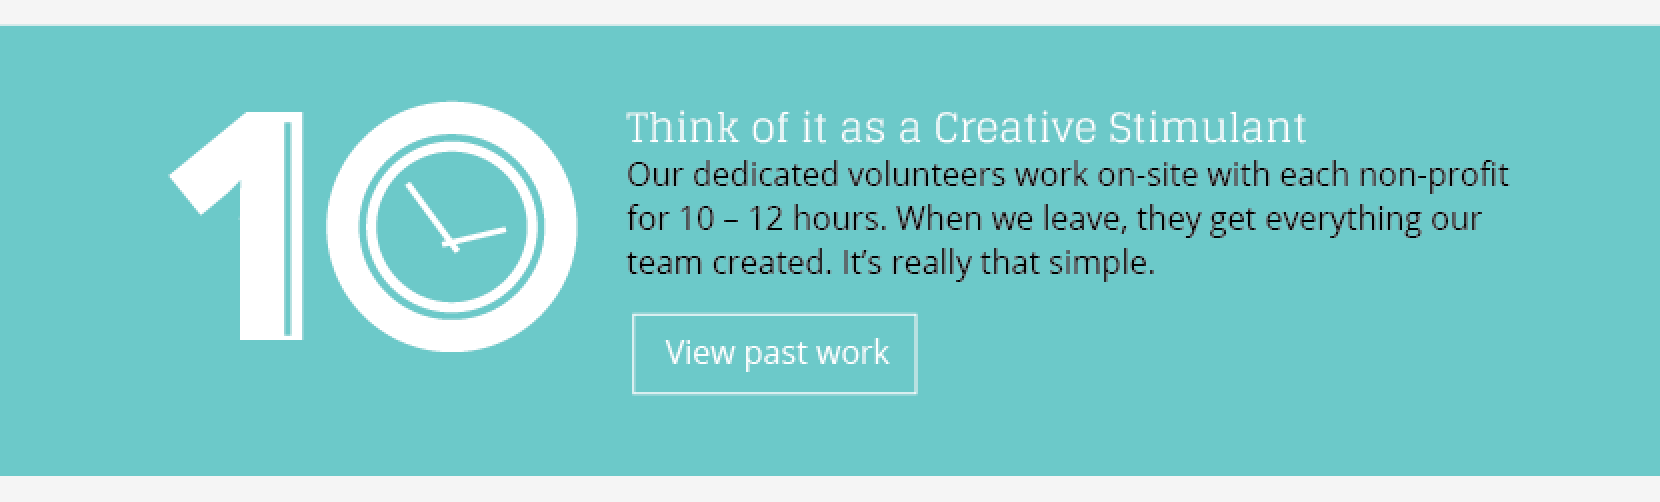 10
Think of it as a Creative Stimulant
Our dedicated volunteers work on-site with each non-profit
for 10 – 12 hours. When we leave, they get everything our
team created. It’s really that simple.
View past work